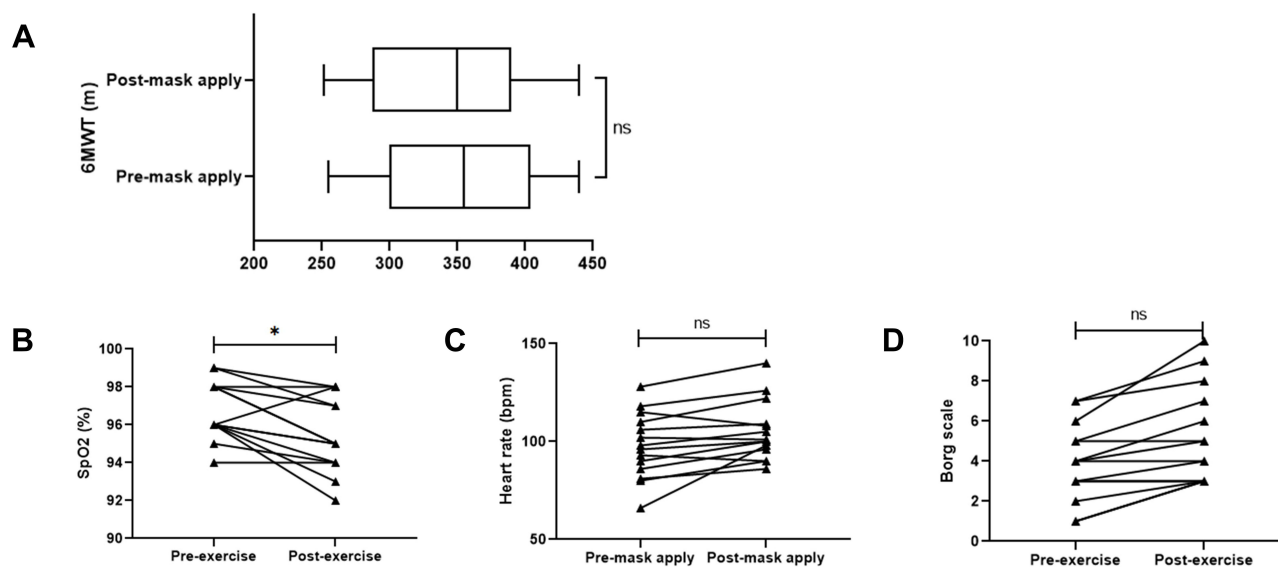 A
6MWT (m)
Post-mask apply
Pre-mask apply
ns
200 250 300 350 400 450
B
SpO2 (%)
100
98
96
94
92
90
*
Pre-exercise Post-exercise
C
Heart rate (bpm)
150
100
50
ns
Pre-mask apply Post-mask apply
D
Borg scale
10
8
6
4
2
0
ns
Pre-exercise Post-exercise